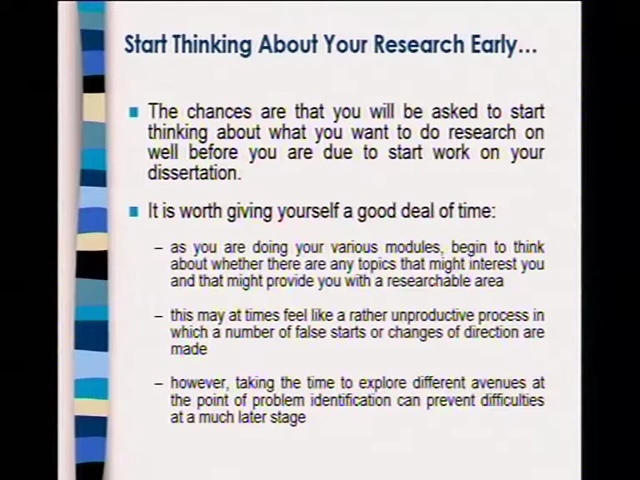 Start Thinking About Your Research Early...
The chances are that you will be asked to start
thinking about what you want to do research on
well before you are due to start work on your
dissertation.
It is worth giving yourself a good deal of time:
– as you are doing your various modules, begin to think
about whether there are any topics that might interest you
and that might provide you with a researchable area
– this may at times feel like a rather unproductive process in
which a number of false starts or changes of direction are
made
– however, taking the time to explore different avenues at
the point of problem identification can prevent difficulties
at a much later stage